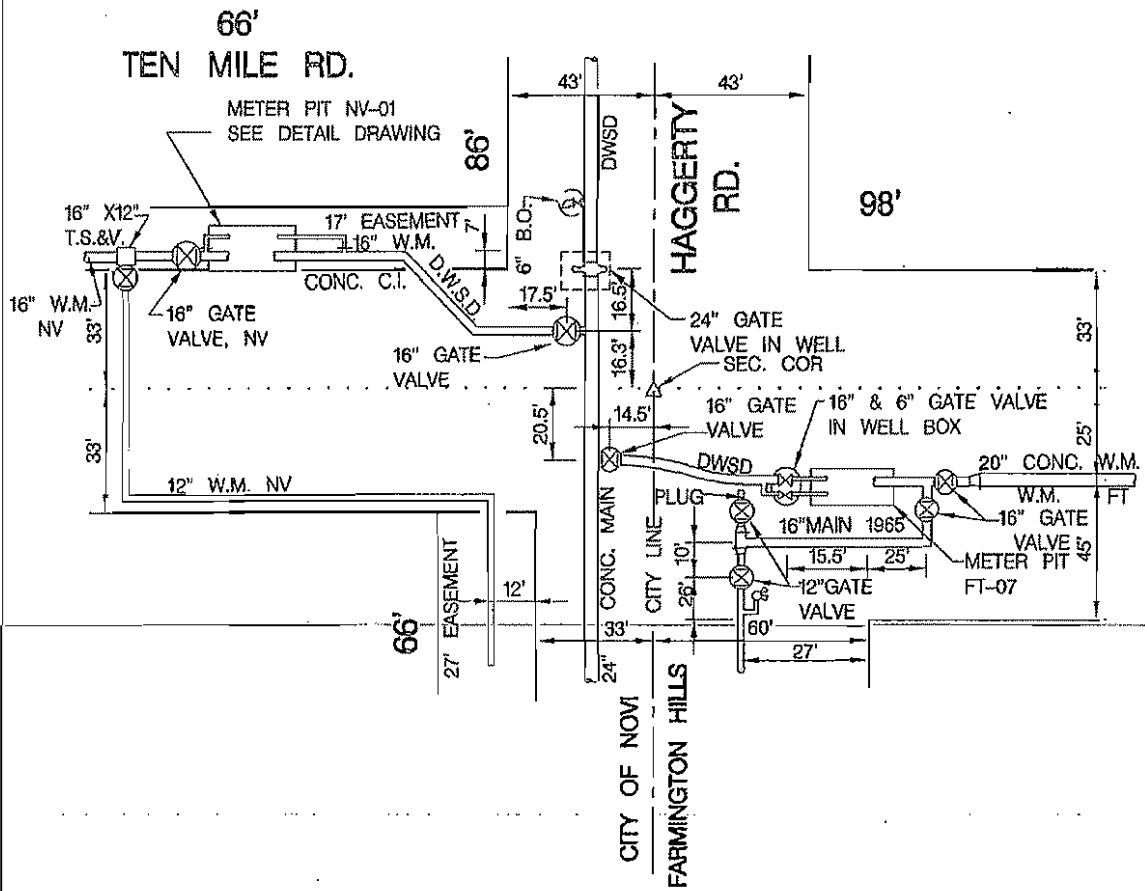 66'
TEN MILE RD.
METER PIT NV-01
SEE DETAIL DRAWING
86'
43'
43'
DWSD
HAGGERTY
RD.
98'
16" X12"
T.S.&V.
17' EASEMENT
7'
16" W.M.
6" B.O.
CONC. C.I.
D.W.S.D.
16" W.M.
NV
33'
16" GATE
VALVE, NV
17.5'
16.5'
16.3'
16" GATE
VALVE
24" GATE
VALVE IN WELL
SEC. COR
33'
20.5'
14.5'
16" GATE
VALVE
16" & 6" GATE VALVE
IN WELL BOX
25'
33'
12" W.M. NV
DWSD
20" CONC. W.M.
W.M. FT
PLUG
16"MAIN 1965
16" GATE
VALVE
45'
10'
15.5'
25'
METER PIT
FT-07
26'
12"GATE
VALVE
CONC. MAIN
CITY LINE
27' EASEMENT
12'
66'
33'
60'
27'
24"
CITY OF NOVI
FARMINGTON HILLS